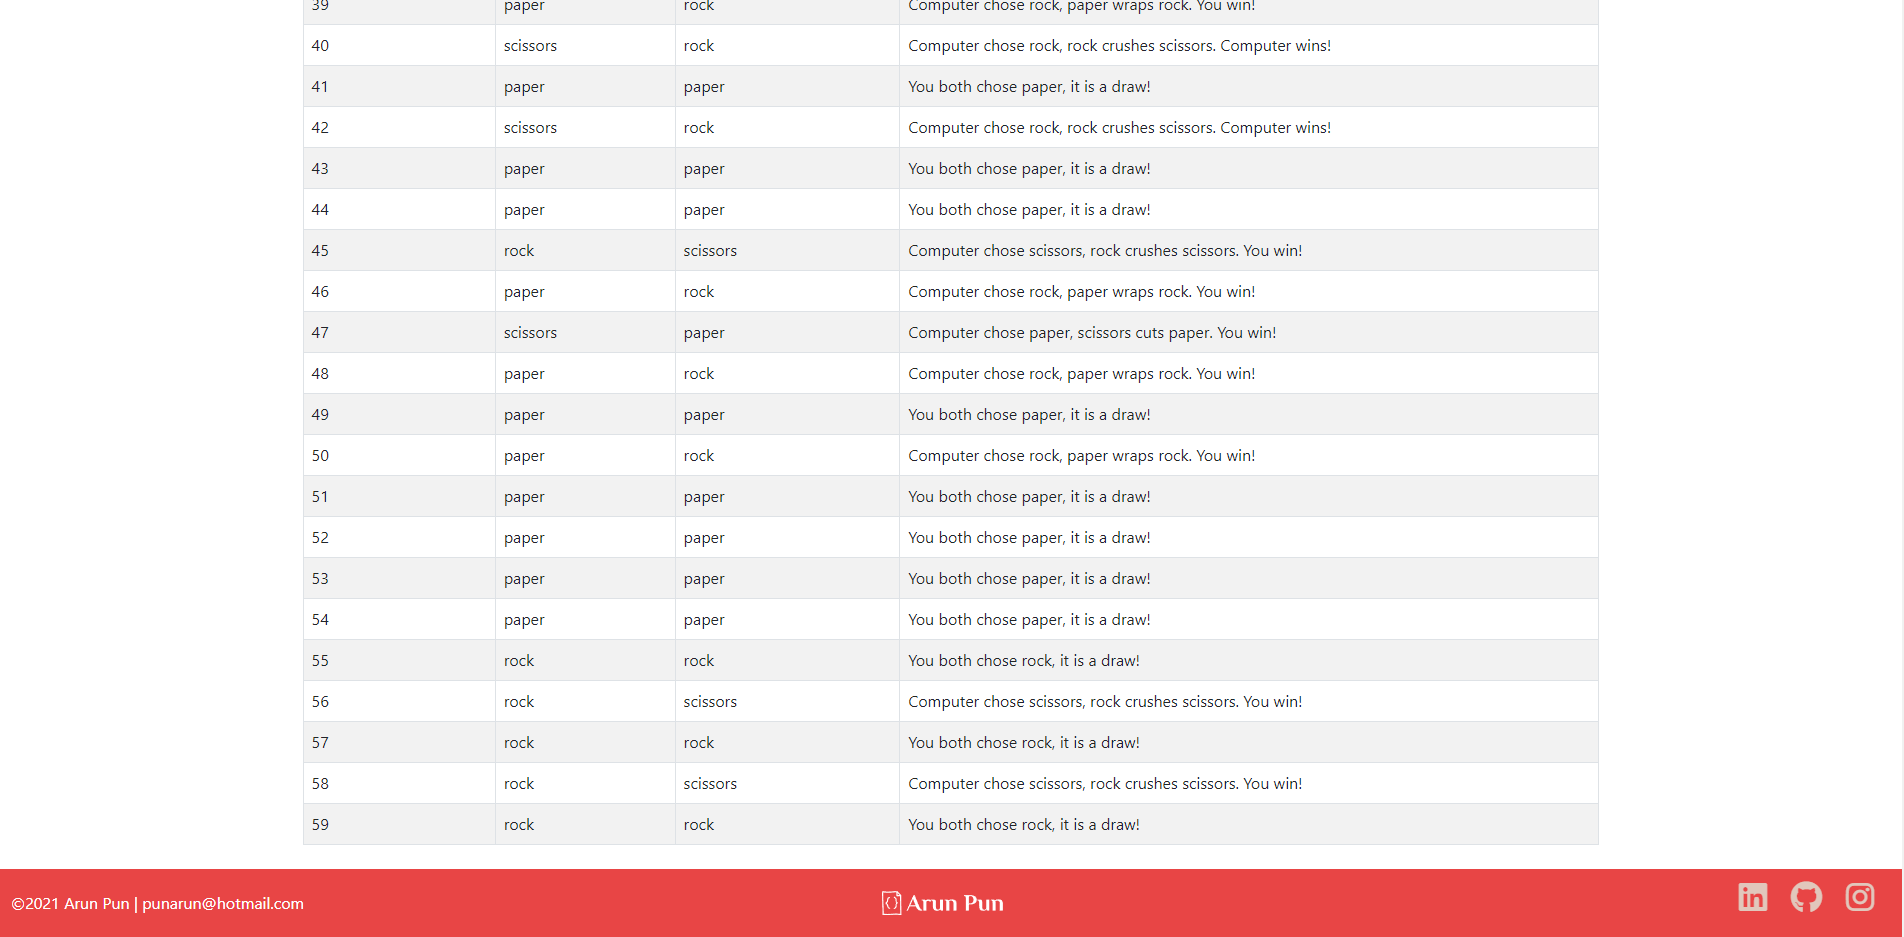 39 paper rock Computer chose rock, paper wraps rock. You win!
40 scissors rock Computer chose rock, rock crushes scissors. Computer wins!
41 paper paper You both chose paper, it is a draw!
42 scissors rock Computer chose rock, rock crushes scissors. Computer wins!
43 paper paper You both chose paper, it is a draw!
44 paper paper You both chose paper, it is a draw!
45 rock scissors Computer chose scissors, rock crushes scissors. You win!
46 paper rock Computer chose rock, paper wraps rock. You win!
47 scissors paper Computer chose paper, scissors cuts paper. You win!
48 paper rock Computer chose rock, paper wraps rock. You win!
49 paper paper You both chose paper, it is a draw!
50 paper rock Computer chose rock, paper wraps rock. You win!
51 paper paper You both chose paper, it is a draw!
52 paper paper You both chose paper, it is a draw!
53 paper paper You both chose paper, it is a draw!
54 paper paper You both chose paper, it is a draw!
55 rock rock You both chose rock, it is a draw!
56 rock scissors Computer chose scissors, rock crushes scissors. You win!
57 rock rock You both chose rock, it is a draw!
58 rock scissors Computer chose scissors, rock crushes scissors. You win!
59 rock rock You both chose rock, it is a draw!
©2021 Arun Pun | punarun@hotmail.com Arun Pun